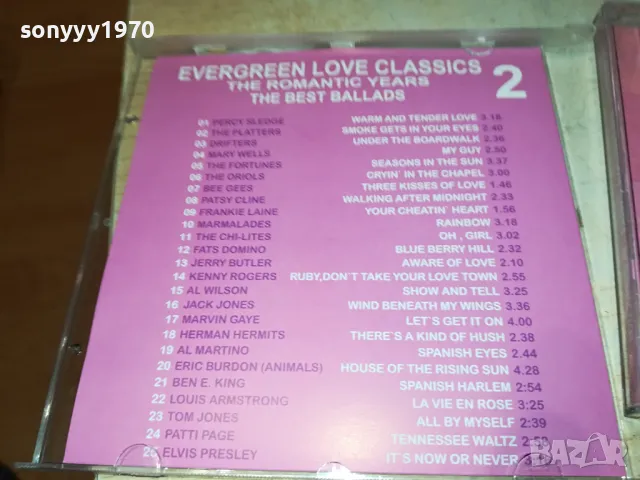 sonyyy1970
EVERGREEN LOVE CLASSICS 2
THE ROMANTIC YEARS
THE BEST BALLADS
01 PERCY SLEDGE WARM AND TENDER LOVE 3.18
02 THE PLATTERS SMOKE GETS IN YOUR EYES 2.40
03 DRIFTERS UNDER THE BOARDWALK 2.36
04 MARY WELLS MY GUY 2.50
05 THE FORTUNES SEASONS IN THE SUN 3.37
06 THE ORIOLS CRYIN' IN THE CHAPEL 3.00
07 BEE GEES THREE KISSES OF LOVE 1.46
08 PATSY CLINE WALKING AFTER MIDNIGHT 2.33
09 FRANKIE LAINE YOUR CHEATIN' HEART 1.56
10 MARMALADES RAINBOW 3.18
11 THE CHI-LITES OH , GIRL 3.02
12 FATS DOMINO BLUE BERRY HILL 2.32
13 JERRY BUTLER AWARE OF LOVE 2.10
14 KENNY ROGERS RUBY,DON'T TAKE YOUR LOVE TOWN 2.55
15 AL WILSON SHOW AND TELL 3.25
16 JACK JONES WIND BENEATH MY WINGS 3.36
17 MARVIN GAYE LET'S GET IT ON 4.00
18 HERMAN HERMITS THERE'S A KIND OF HUSH 2.38
19 AL MARTINO SPANISH EYES 2.44
20 ERIC BURDON (ANIMALS) HOUSE OF THE RISING SUN 4.28
21 BEN E. KING SPANISH HARLEM 2:54
22 LOUIS ARMSTRONG LA VIE EN ROSE 3:25
23 TOM JONES ALL BY MYSELF 2:39
24 PATTI PAGE TENNESSEE WALTZ
25 ELVIS PRESLEY IT'S NOW OR NEVER
BAZAR
bg